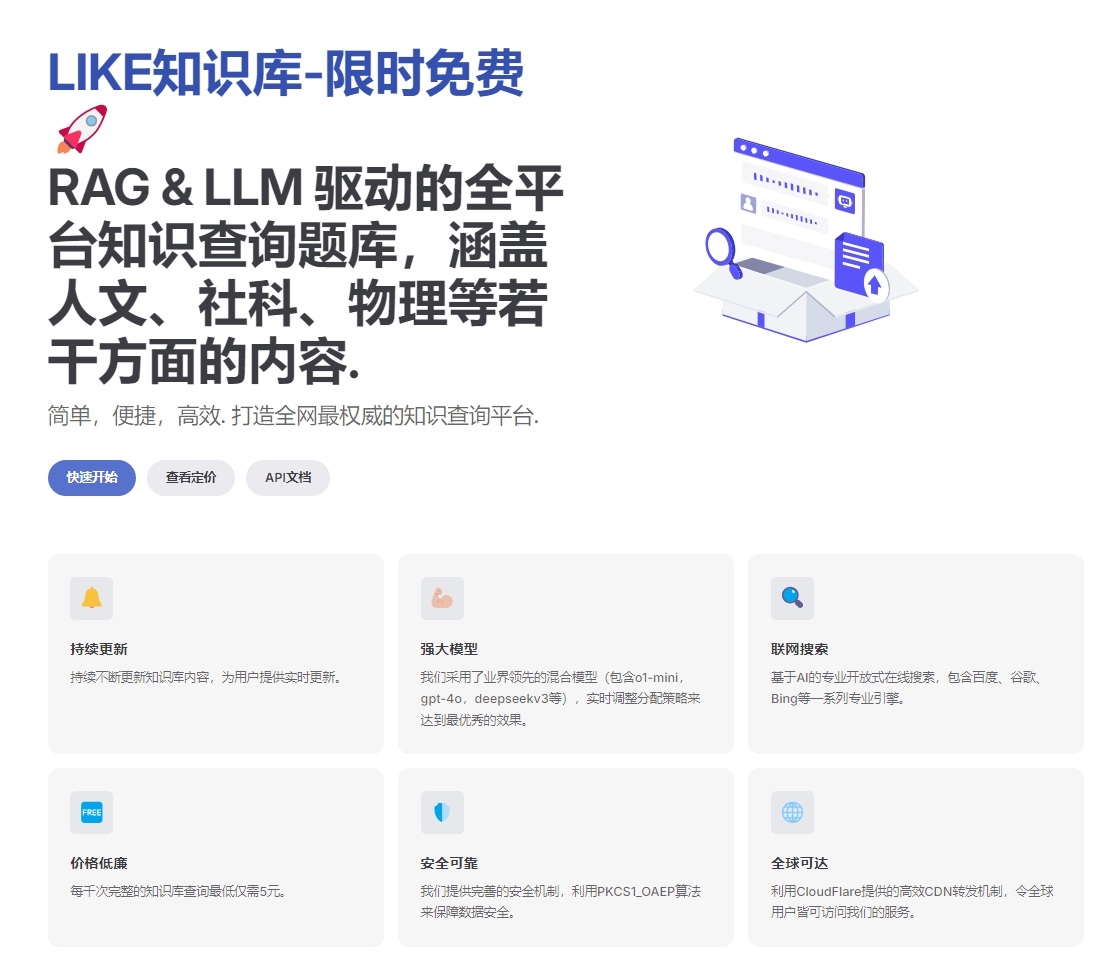 LIKE知识库-限时免费
RAG & LLM 驱动的全平
台知识查询题库，涵盖
人文、社科、物理等若
干方面的内容.
简单，便捷，高效. 打造全网最权威的知识查询平台.
快速开始
查看定价
API文档
持续更新
持续不断更新知识库内容，为用户提供实时更新。
强大模型
我们采用了业界领先的混合模型（包含o1-mini，
gpt-4o，deepseekv3等），实时调整分配策略来
达到最优秀的效果。
联网搜索
基于AI的专业开放式在线搜索，包含百度、谷歌、
Bing等一系列专业引擎。
FREE
价格低廉
每千次完整的知识库查询最低仅需5元。
安全可靠
我们提供完善的安全机制，利用PKCS1_OAEP算法
来保障数据安全。
全球可达
利用CloudFlare提供的高效CDN转发机制，令全球
用户皆可访问我们的服务。